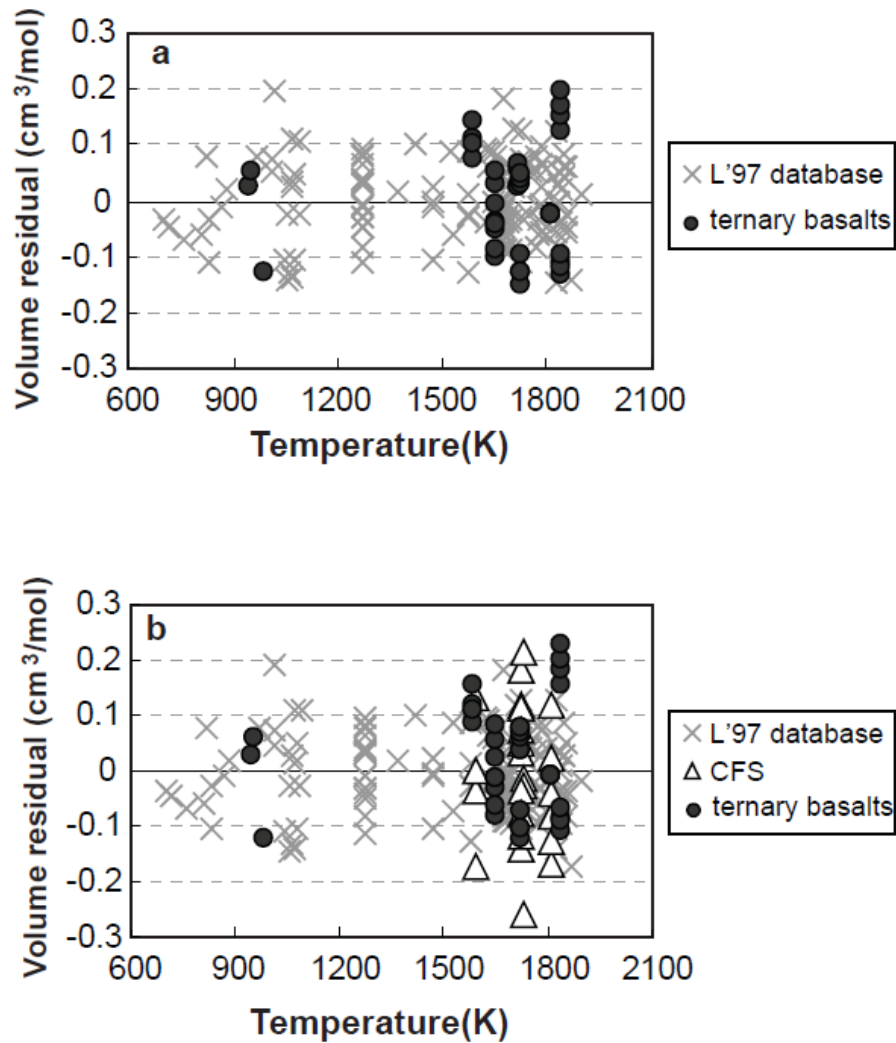 a
Volume residual (cm³/mol)
0.3
0.2
0.1
0
-0.1
-0.2
-0.3
600 900 1200 1500 1800 2100
Temperature(K)
L'97 database
ternary basalts
b
Volume residual (cm³/mol)
0.3
0.2
0.1
0
-0.1
-0.2
-0.3
600 900 1200 1500 1800 2100
Temperature(K)
L'97 database
CFS
ternary basalts